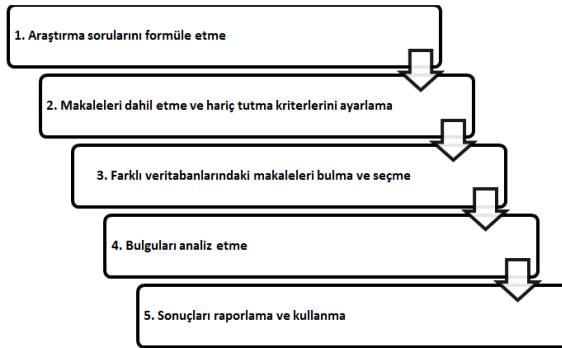 1. Araştırma sorularını formüle etme
2. Makaleleri dahil etme ve hariç tutma kriterlerini ayarlama
3. Farklı veritabanlarındaki makaleleri bulma ve seçme
4. Bulguları analiz etme
5. Sonuçları raporlama ve kullanma